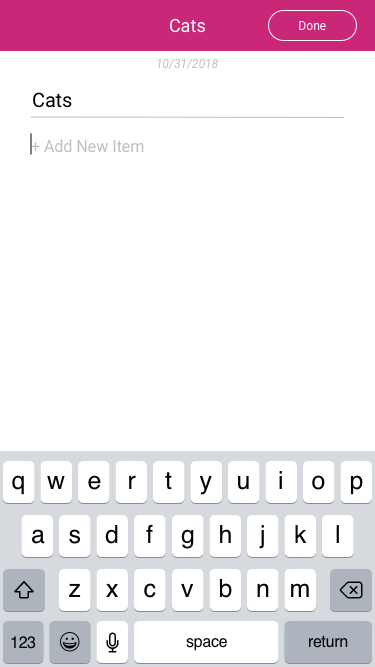 Cats Done
10/31/2018
Cats
+ Add New Item
q w e r t y u i o p
a s d f g h j k l
z x c v b n m
123 space return